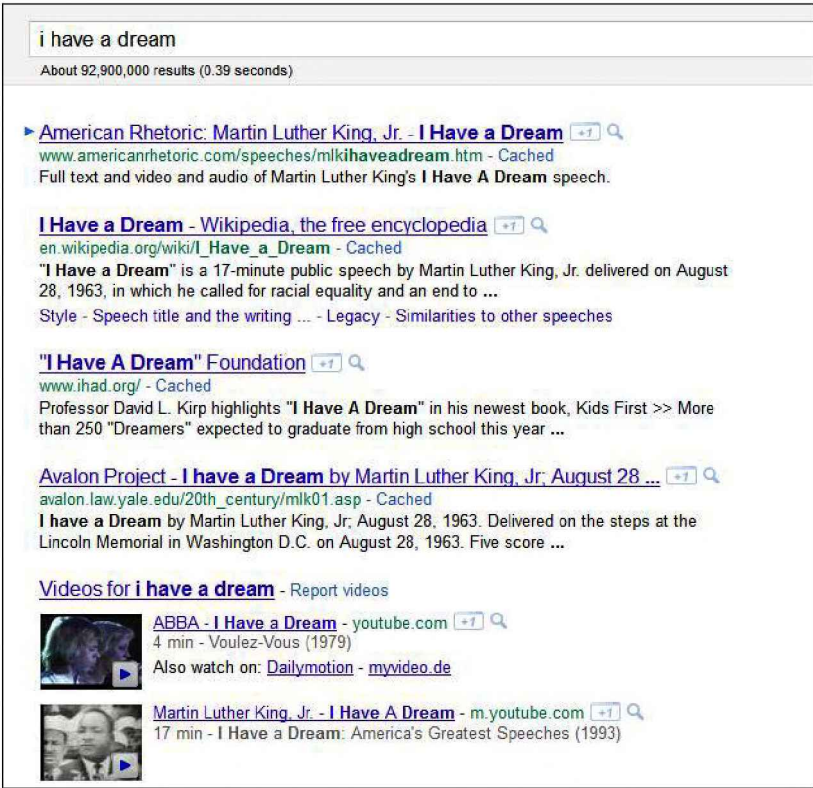 i have a dream
About 92,900,000 results (0.39 seconds)
American Rhetoric: Martin Luther King, Jr. - I Have a Dream +1
www.americanrhetoric.com/speeches/mlkihaveadream.htm - Cached
Full text and video and audio of Martin Luther King's I Have A Dream speech.
I Have a Dream - Wikipedia, the free encyclopedia +1
en.wikipedia.org/wiki/I_Have_a_Dream - Cached
"I Have a Dream" is a 17-minute public speech by Martin Luther King, Jr. delivered on August
28, 1963, in which he called for racial equality and an end to ...
Style - Speech title and the writing ... - Legacy - Similarities to other speeches
"I Have A Dream" Foundation +1
www.ihad.org/ - Cached
Professor David L. Kirp highlights "I Have A Dream" in his newest book, Kids First >> More
than 250 "Dreamers" expected to graduate from high school this year ...
Avalon Project - I have a Dream by Martin Luther King, Jr; August 28 ... +1
avalon.law.yale.edu/20th_century/mlk01.asp - Cached
I have a Dream by Martin Luther King, Jr; August 28, 1963. Delivered on the steps at the
Lincoln Memorial in Washington D.C. on August 28, 1963. Five score ...
Videos for i have a dream - Report videos
ABBA - I Have a Dream - youtube.com +1
4 min - Voulez-Vous (1979)
Also watch on: Dailymotion - myvideo.de
Martin Luther King, Jr. - I Have A Dream - m.youtube.com +1
17 min - I Have a Dream: America's Greatest Speeches (1993)